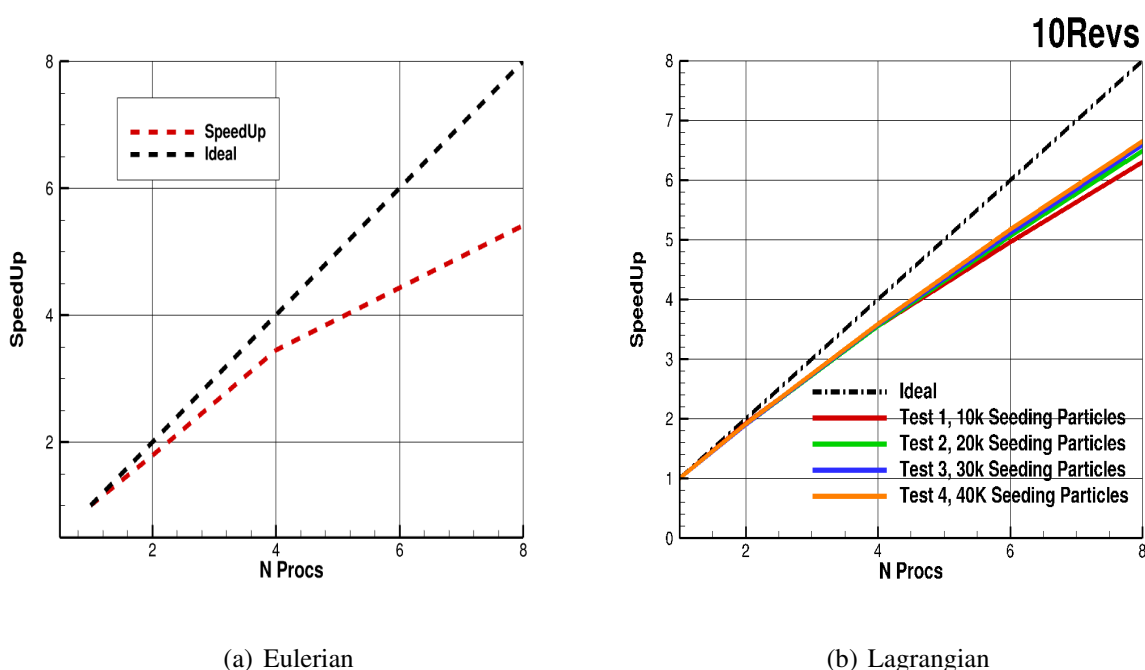 10Revs
8
6
4
2
SpeedUp
SpeedUp
Ideal
2
4
6
8
N Procs
8
7
6
5
4
3
2
1
0
SpeedUp
Ideal
Test 1, 10k Seeding Particles
Test 2, 20k Seeding Particles
Test 3, 30k Seeding Particles
Test 4, 40K Seeding Particles
2
4
6
8
N Procs
(a) Eulerian
(b) Lagrangian